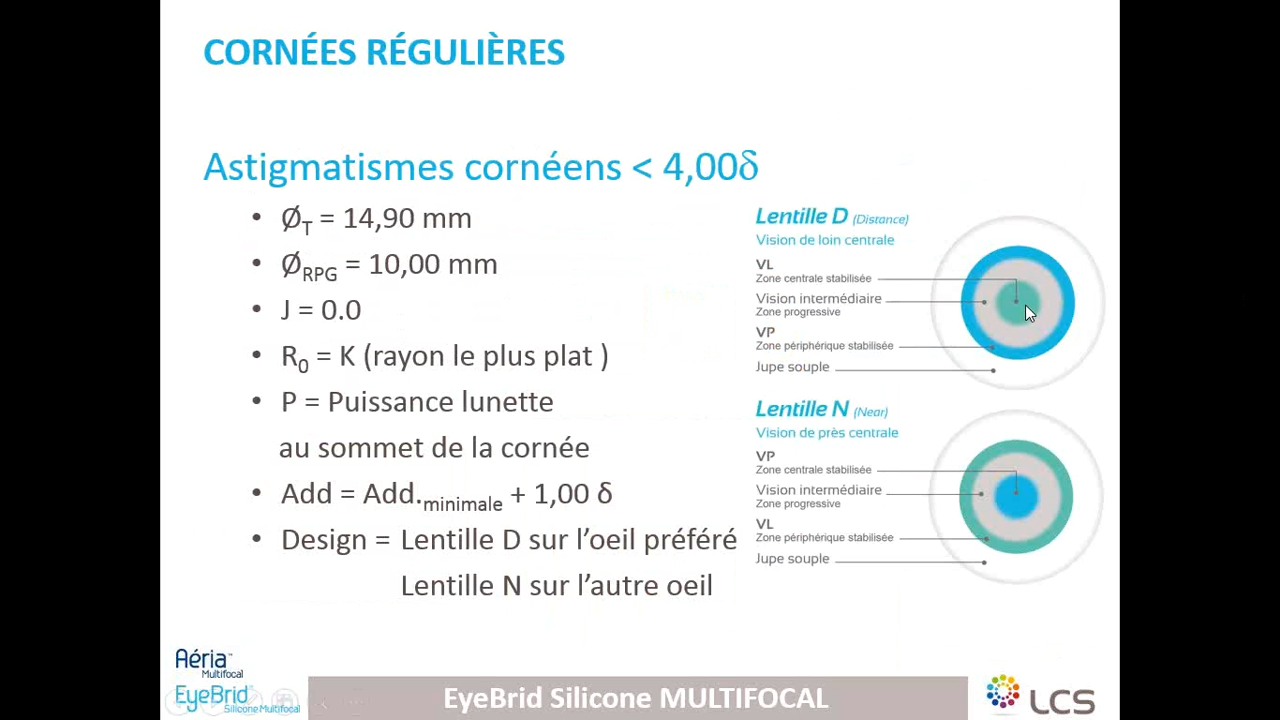 CORNÉES RÉGULIÈRES
Astigmatismes cornéens < 4,00δ
• ØT = 14,90 mm
• ØRPG = 10,00 mm
• J = 0.0
• R0 = K (rayon le plus plat )
• P = Puissance lunette
au sommet de la cornée
• Add = Add.minimale + 1,00 δ
• Design = Lentille D sur l’oeil préféré
Lentille N sur l’autre oeil
Lentille D (Distance)
Vision de loin centrale
VL
Zone centrale stabilisée
Vision intermédiaire
Zone progressive
VP
Zone périphérique stabilisée
Jupe souple
Lentille N (Near)
Vision de près centrale
VP
Zone centrale stabilisée
Vision intermédiaire
Zone progressive
VL
Zone périphérique stabilisée
Jupe souple
Aéria™
Multifocal
EyeBrid
Silicone Multifocal
EyeBrid Silicone MULTIFOCAL
LCS